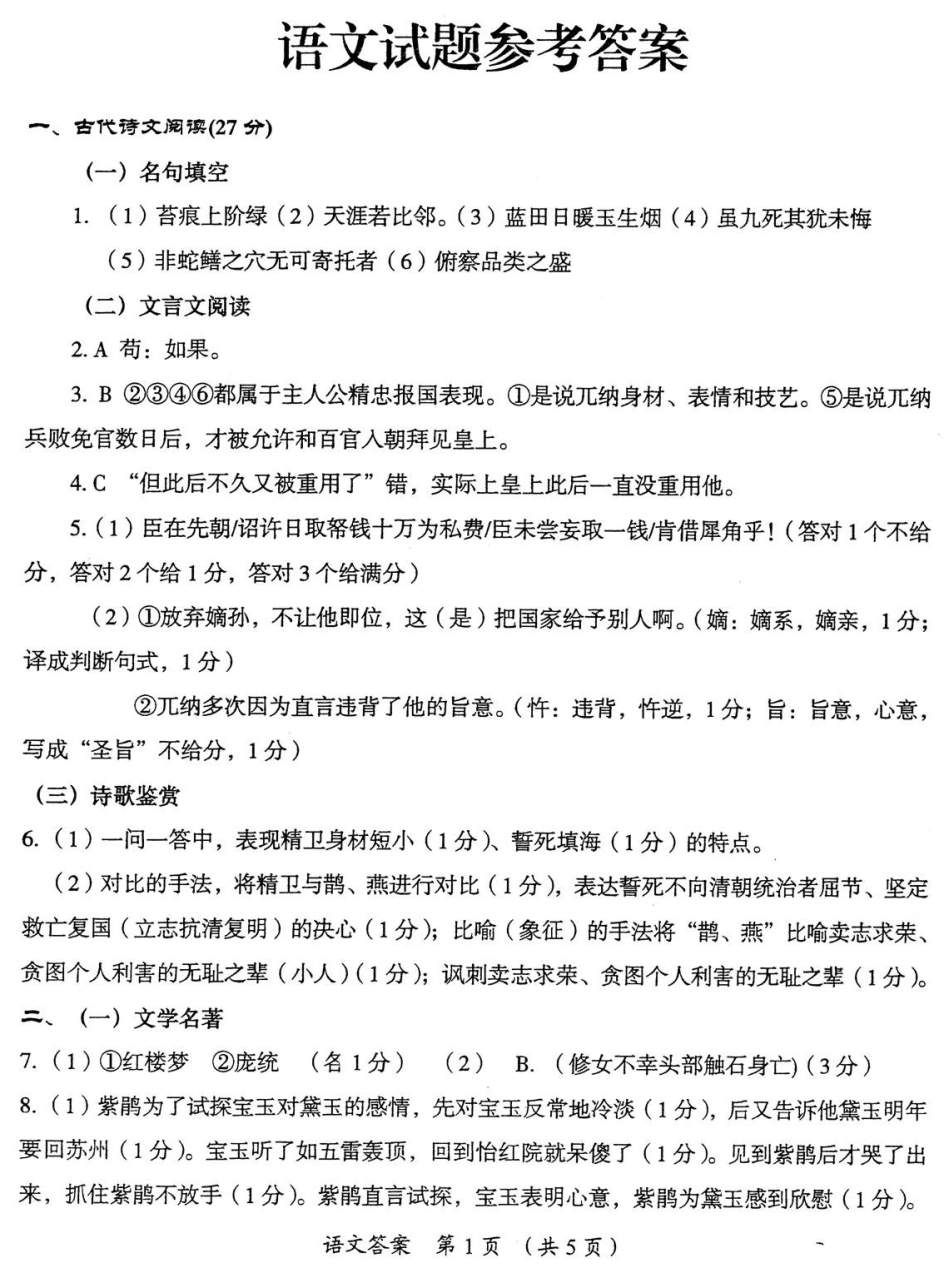 语文试题参考答案
一、古代诗文阅读(27分)
（一）名句填空
1.（1）苔痕上阶绿（2）天涯若比邻。（3）蓝田日暖玉生烟（4）虽九死其犹未悔
（5）非蛇鳝之穴无可寄托者（6）俯察品类之盛
（二）文言文阅读
2. A 苟：如果。
3. B ②③④⑥都属于主人公精忠报国表现。①是说兀纳身材、表情和技艺。⑤是说兀纳
兵败免官数日后，才被允许和百官入朝拜见皇上。
4. C “但此后不久又被重用了”错，实际上皇上此后一直没重用他。
5.（1）臣在先朝/诏许日取帑钱十万为私费/臣未尝妄取一钱/肯借犀角乎!（答对1个不给
分，答对2个给1分，答对3个给满分）
（2）①放弃嫡孙，不让他即位，这（是）把国家给予别人啊。（嫡：嫡系，嫡亲，1分；
译成判断句式，1分）
②兀纳多次因为直言违背了他的旨意。（忤：违背，忤逆，1分；旨：旨意，心意，
写成“圣旨”不给分，1分）
（三）诗歌鉴赏
6.（1）一问一答中，表现精卫身材短小（1分）、誓死填海（1分）的特点。
（2）对比的手法，将精卫与鹊、燕进行对比（1分），表达誓死不向清朝统治者屈节、坚定
救亡复国（立志抗清复明）的决心（1分）；比喻（象征）的手法将“鹊、燕”比喻卖志求荣、
贪图个人利害的无耻之辈（小人）（1分）；讽刺卖志求荣、贪图个人利害的无耻之辈（1分）。
二、（一）文学名著
7.（1）①红楼梦 ②庞统 （名1分） （2） B.（修女不幸头部触石身亡)（3分）
8.（1）紫鹃为了试探宝玉对黛玉的感情，先对宝玉反常地冷淡（1分），后又告诉他黛玉明年
要回苏州（1分）。宝玉听了如五雷轰顶，回到怡红院就呆傻了（1分）。见到紫鹃后才哭了出
来，抓住紫鹃不放手（1分）。紫鹃直言试探，宝玉表明心意，紫鹃为黛玉感到欣慰（1分）。
语文答案 第1页 （共5页）